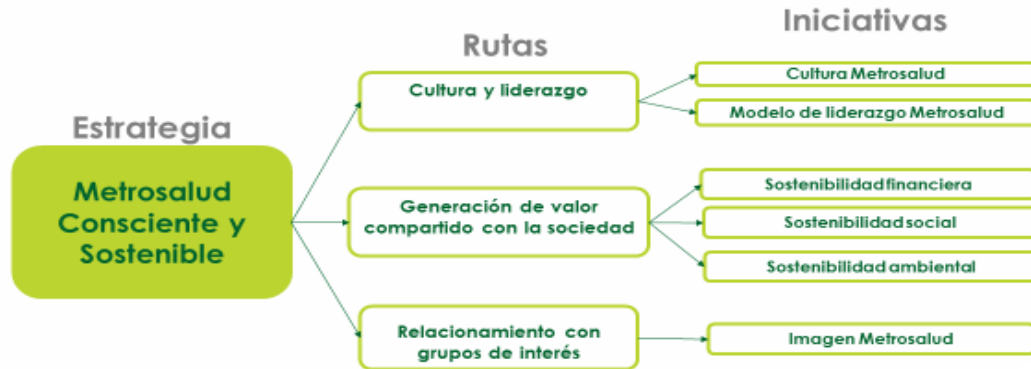 Estrategia
Metrosalud
Consciente y
Sostenible
Rutas
Cultura y liderazgo
Generación de valor
compartido con la sociedad
Relacionamiento con
grupos de interés
Iniciativas
Cultura Metrosalud
Modelo de liderazgo Metrosalud
Sostenibilidad financiera
Sostenibilidad social
Sostenibilidad ambiental
Imagen Metrosalud